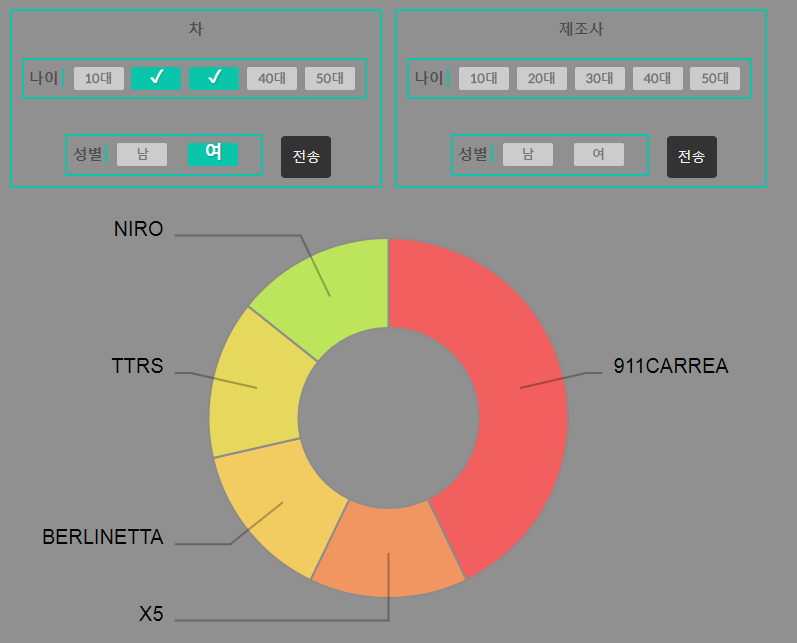 차
나이 10대 ✓ ✓ 40대 50대
성별 남 여 전송
제조사
나이 10대 20대 30대 40대 50대
성별 남 여 전송
NIRO
TTRS
911CARREA
BERLINETTA
X5